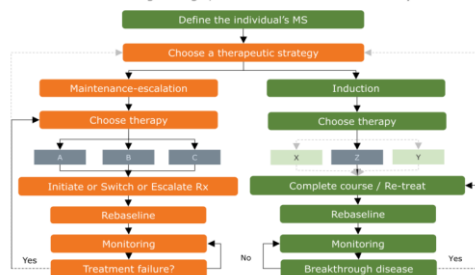 Define the individual's MS
Choose a therapeutic strategy
Maintenance-escalation
Induction
Choose therapy
Choose therapy
A
B
C
X
Z
Y
Initiate or Switch or Escalate Rx
Complete course / Re-treat
Rebaseline
Rebaseline
Monitoring
Monitoring
Yes
Treatment failure?
No
Breakthrough disease
Yes